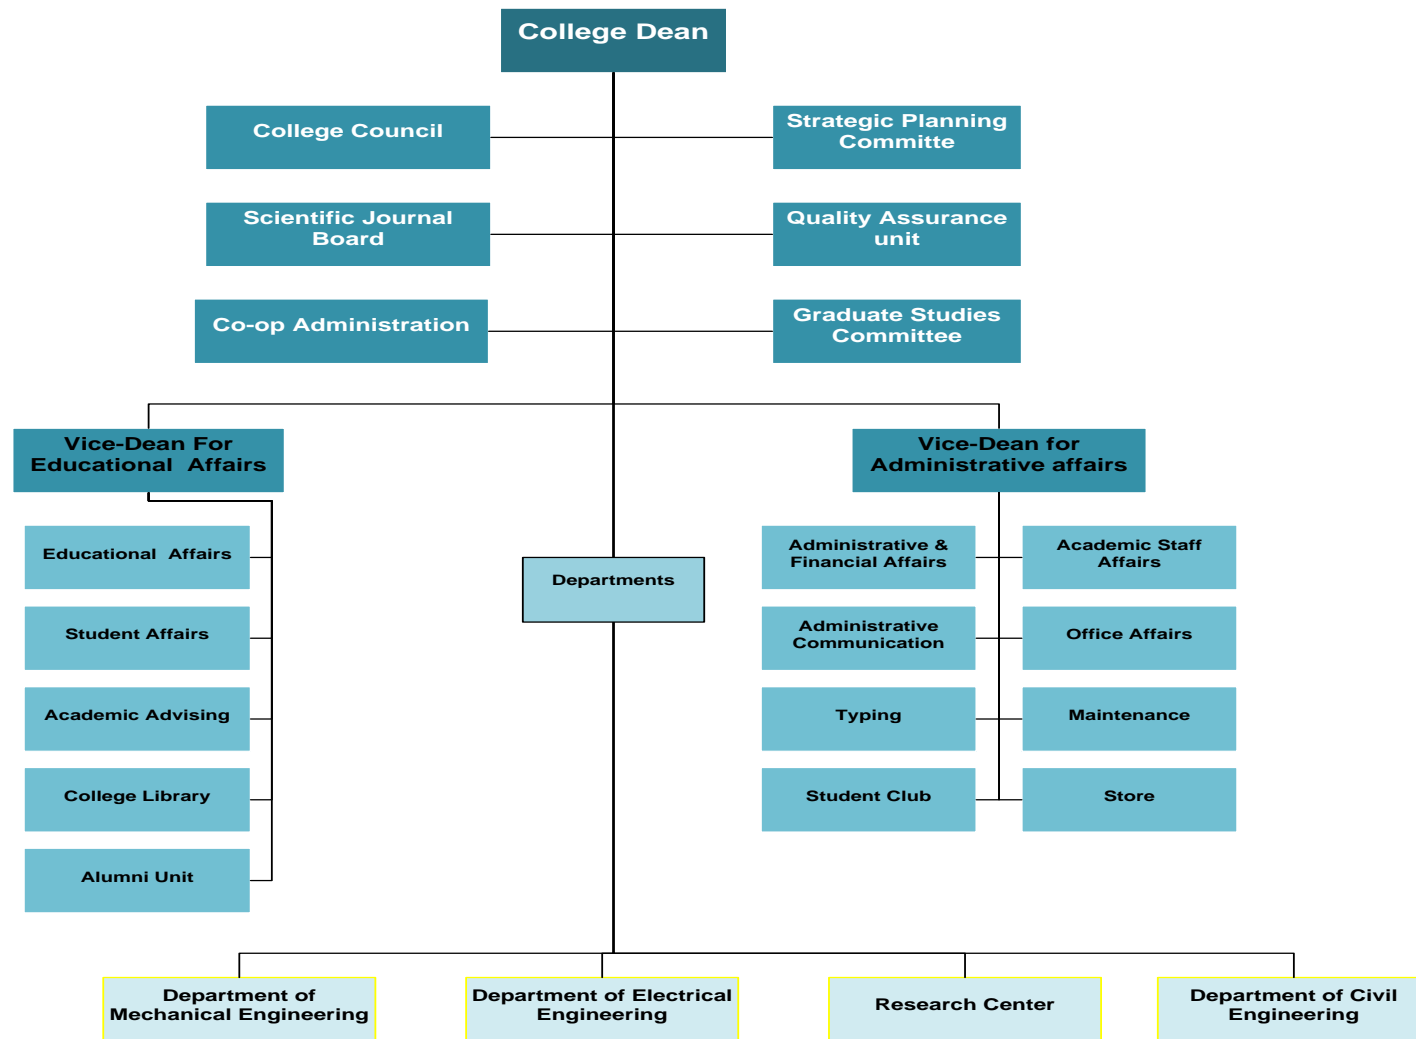 College Dean
College Council
Strategic Planning
Committe
Scientific Journal
Board
Quality Assurance
unit
Co-op Administration
Graduate Studies
Committee
Vice-Dean For
Educational  Affairs
Vice-Dean for
Administrative affairs
Educational  Affairs
Student Affairs
Academic Advising
College Library
Alumni Unit
Departments
Administrative &
Financial Affairs
Academic Staff
Affairs
Administrative
Communication
Office Affairs
Typing
Maintenance
Student Club
Store
Department of
Mechanical Engineering
Department of Electrical
Engineering
Research Center
Department of Civil
Engineering